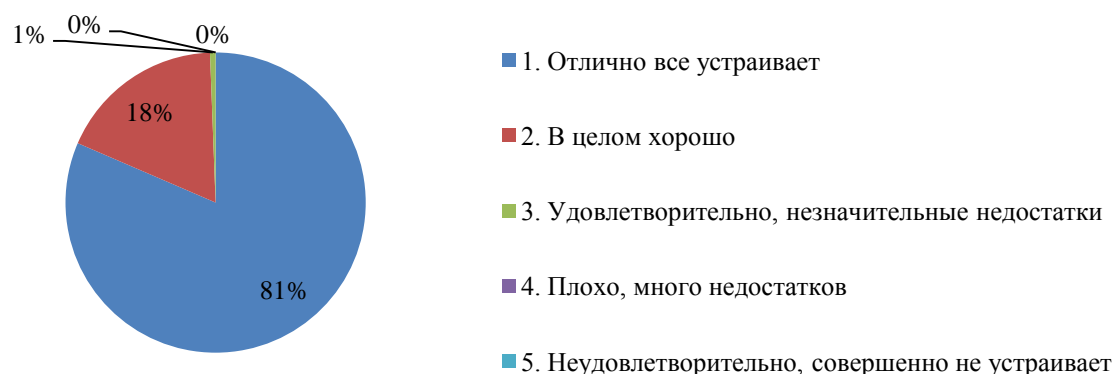 0%
0%
1%
18%
81%
1. Отлично все устраивает
2. В целом хорошо
3. Удовлетворительно, незначительные недостатки
4. Плохо, много недостатков
5. Неудовлетворительно, совершенно не устраивает